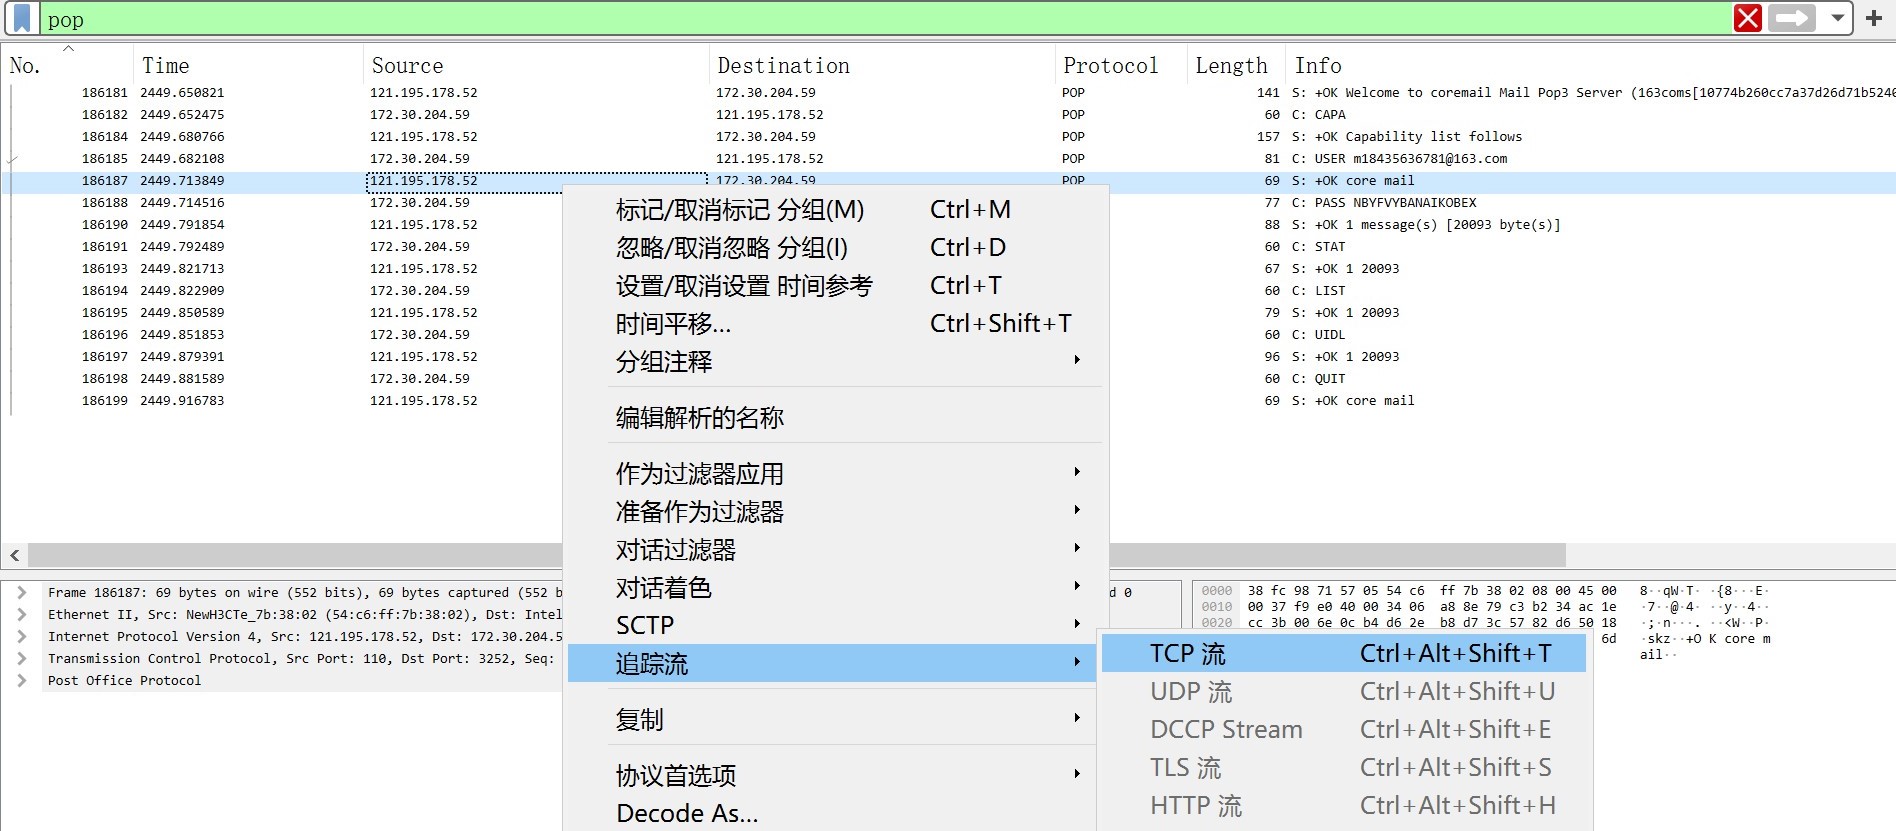 pop
No. Time Source Destination Protocol Length Info
186181 2449.650821 121.195.178.52 172.30.204.59 POP 141 S: +OK Welcome to coremail Mail Pop3 Server (163coms[10774b260cc7a37d26d71b5240
186182 2449.652475 172.30.204.59 121.195.178.52 POP 60 C: CAPA
186184 2449.680766 121.195.178.52 172.30.204.59 POP 157 S: +OK Capability list follows
186185 2449.682108 172.30.204.59 121.195.178.52 POP 81 C: USER m18435636781@163.com
186187 2449.713849 121.195.178.52 172.30.204.59 POP 69 S: +OK core mail
186188 2449.714516 172.30.204.59 77 C: PASS NBYFVYBANAIKOBEX
186190 2449.791854 121.195.178.52 88 S: +OK 1 message(s) [20093 byte(s)]
186191 2449.792489 172.30.204.59 60 C: STAT
186193 2449.821713 121.195.178.52 67 S: +OK 1 20093
186194 2449.822909 172.30.204.59 60 C: LIST
186195 2449.850589 121.195.178.52 79 S: +OK 1 20093
186196 2449.851853 172.30.204.59 60 C: UIDL
186197 2449.879391 121.195.178.52 96 S: +OK 1 20093
186198 2449.881589 172.30.204.59 60 C: QUIT
186199 2449.916783 121.195.178.52 69 S: +OK core mail
标记/取消标记 分组(M) Ctrl+M
忽略/取消忽略 分组(I) Ctrl+D
设置/取消设置 时间参考 Ctrl+T
时间平移... Ctrl+Shift+T
分组注释
编辑解析的名称
作为过滤器应用
准备作为过滤器
对话过滤器
对话着色
SCTP
追踪流
复制
协议首选项
Decode As...
TCP 流 Ctrl+Alt+Shift+T
UDP 流 Ctrl+Alt+Shift+U
DCCP Stream Ctrl+Alt+Shift+E
TLS 流 Ctrl+Alt+Shift+S
HTTP 流 Ctrl+Alt+Shift+H
Frame 186187: 69 bytes on wire (552 bits), 69 bytes captured (552 b
d 0
Ethernet II, Src: NewH3CTe_7b:38:02 (54:c6:ff:7b:38:02), Dst: Intel
Internet Protocol Version 4, Src: 121.195.178.52, Dst: 172.30.204.5
Transmission Control Protocol, Src Port: 110, Dst Port: 3252, Seq:
Post Office Protocol
0000 38 fc 98 71 57 05 54 c6 ff 7b 38 02 08 00 45 00 8··qW·T· ·{8···E·
0010 00 37 f9 e0 40 00 34 06 a8 8e 79 c3 b2 34 ac 1e ·7··@·4· ··y··4··
0020 cc 3b 00 6e 0c b4 d6 2e b8 d7 3c 57 82 d6 50 18 ·;·n···. ··<W··P·
6d ·skz··+O K core m
ail··